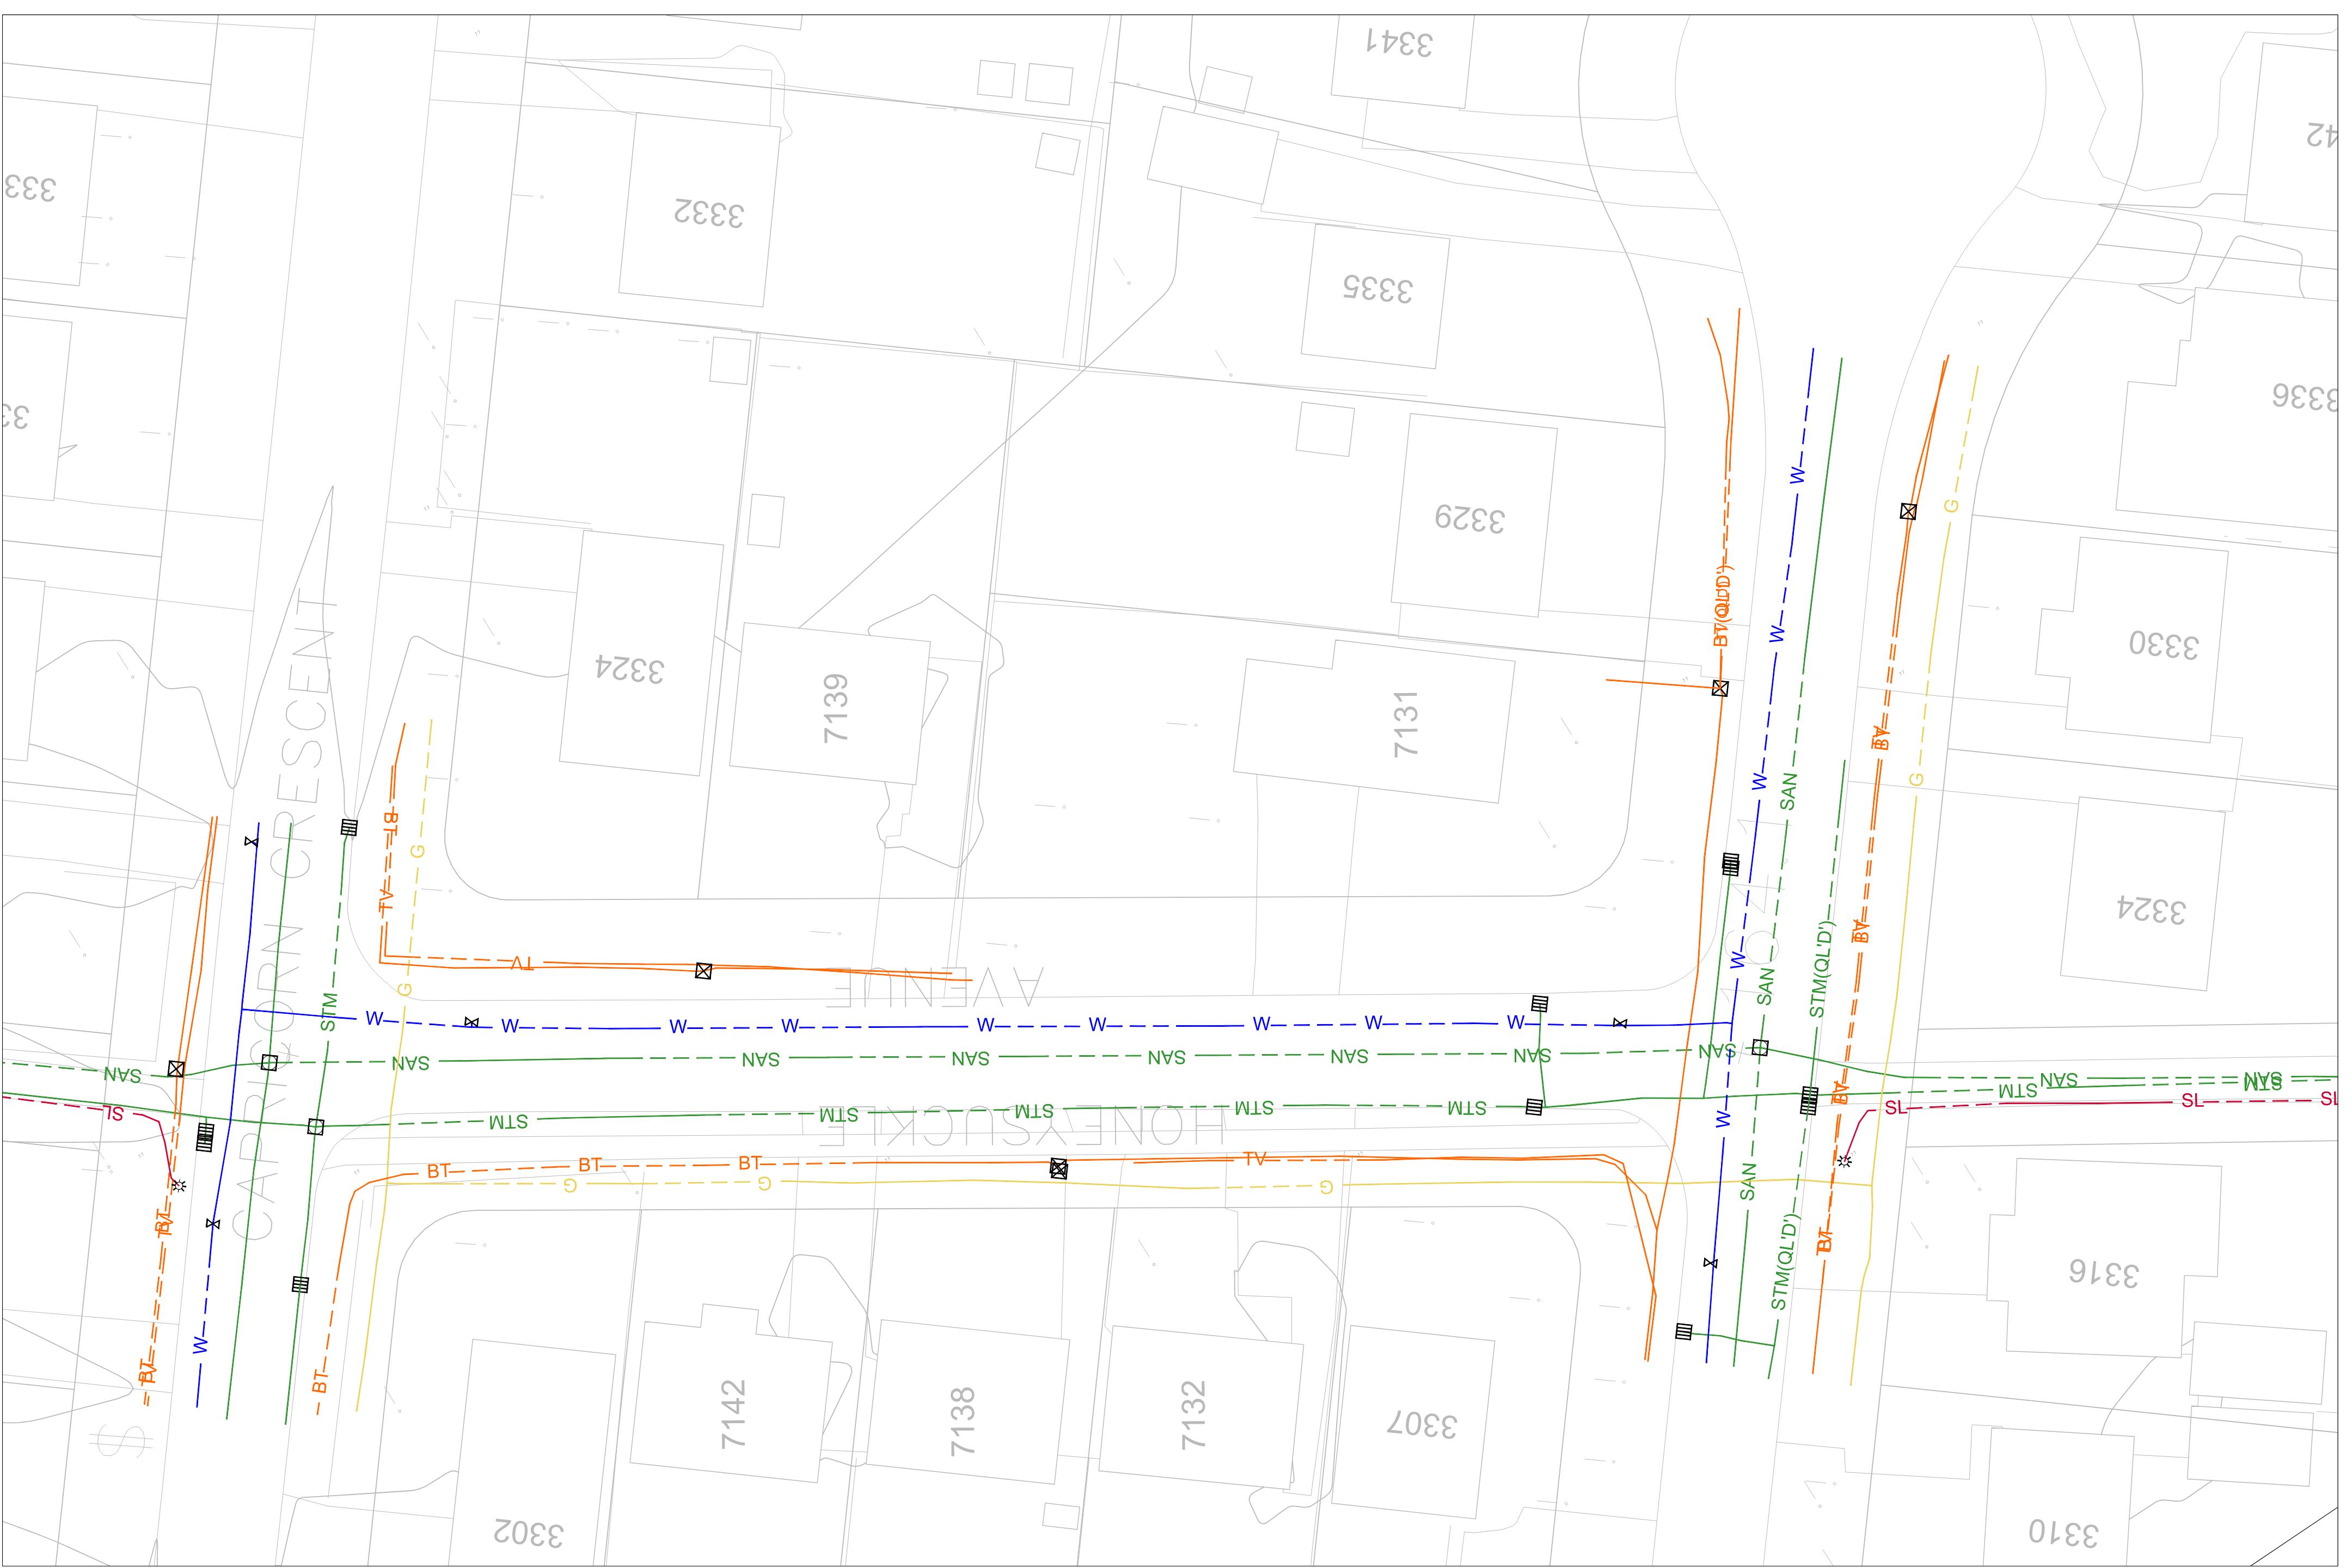 3341
42
333
3332
3335
33
3336
3329
3330
3324
7139
7131
3324
CRESCENT
CAPRICORN
AVENUE
HONEYSUCKLE
3316
7142
7138
7132
3307
3302
3310
S
W
W
BT(QL'D')
G
W
TV
BT
G
BT
G
TV
SAN
STM(QL'D')
TV
BT
TV
G
STM
W
W
W
W
W
W
W
W
W
W
SAN
SAN
SAN
SAN
SAN
SAN
SAN
SAN
SAN
SAN
SAN
SL
STM
STM
STM
STM
STM
STM
STM
SL
SL
SL
BT
BT
BT
TV
G
G
G
W
SAN
STM(QL'D')
BT
TV
BT
TV
W
BT